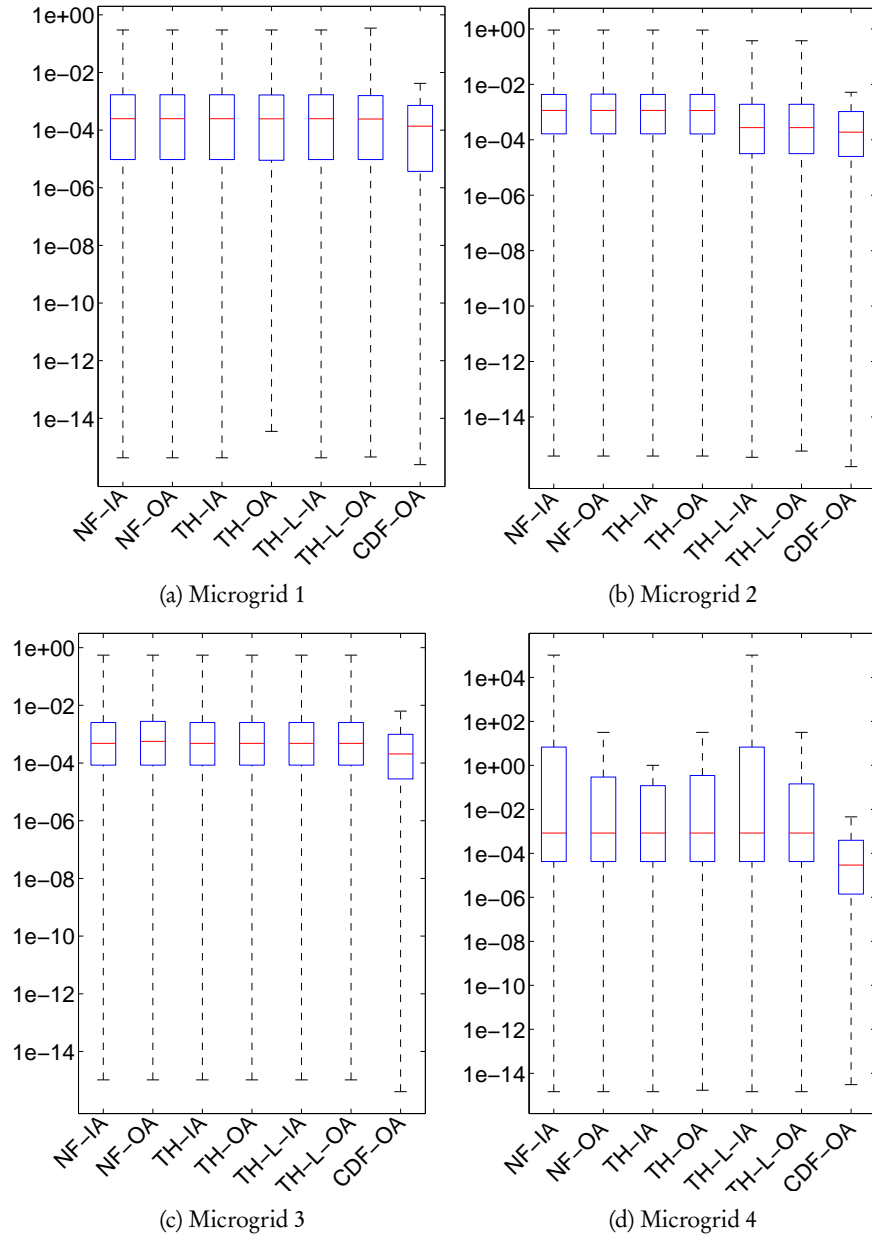 1e+00
1e−02
1e−04
1e−06
1e−08
1e−10
1e−12
1e−14
NF−IA
NF−OA
TH−IA
TH−OA
TH−L−IA
TH−L−OA
CDF−OA
(a) Microgrid 1
1e+00
1e−02
1e−04
1e−06
1e−08
1e−10
1e−12
1e−14
NF−IA
NF−OA
TH−IA
TH−OA
TH−L−IA
TH−L−OA
CDF−OA
(b) Microgrid 2
1e+00
1e−02
1e−04
1e−06
1e−08
1e−10
1e−12
1e−14
NF−IA
NF−OA
TH−IA
TH−OA
TH−L−IA
TH−L−OA
CDF−OA
(c) Microgrid 3
1e+04
1e+02
1e+00
1e−02
1e−04
1e−06
1e−08
1e−10
1e−12
1e−14
NF−IA
NF−OA
TH−IA
TH−OA
TH−L−IA
TH−L−OA
CDF−OA
(d) Microgrid 4